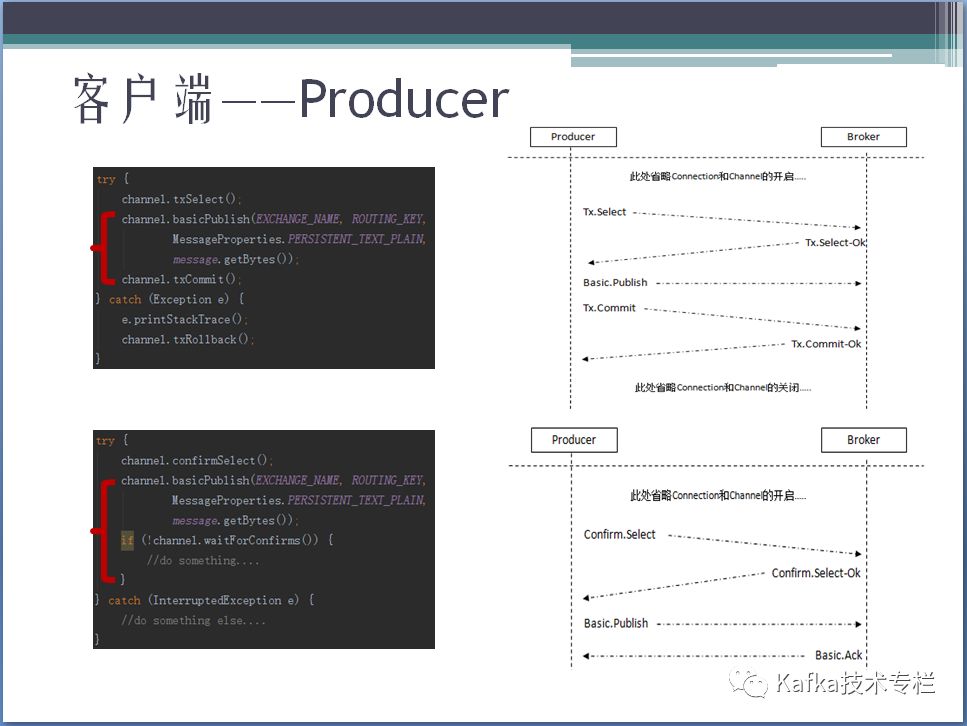 客户端——Producer
try {
channel.txSelect();
channel.basicPublish(EXCHANGE_NAME, ROUTING_KEY,
MessageProperties.PERSISTENT_TEXT_PLAIN,
message.getBytes());
channel.txCommit();
} catch (Exception e) {
e.printStackTrace();
channel.txRollback();
}
Producer
Broker
此处省略Connection和Channel的开启.....
Tx.Select
Tx.Select-Ok
Basic.Publish
Tx.Commit
Tx.Commit-Ok
此处省略Connection和Channel的关闭.....
try {
channel.confirmSelect();
channel.basicPublish(EXCHANGE_NAME, ROUTING_KEY,
MessageProperties.PERSISTENT_TEXT_PLAIN,
message.getBytes());
if (!channel.waitForConfirms()) {
//do something....
}
} catch (InterruptedException e) {
//do something else....
}
Producer
Broker
此处省略Connection和Channel的开启.....
Confirm.Select
Confirm.Select-Ok
Basic.Publish
Basic.Ack
Kafka技术专栏